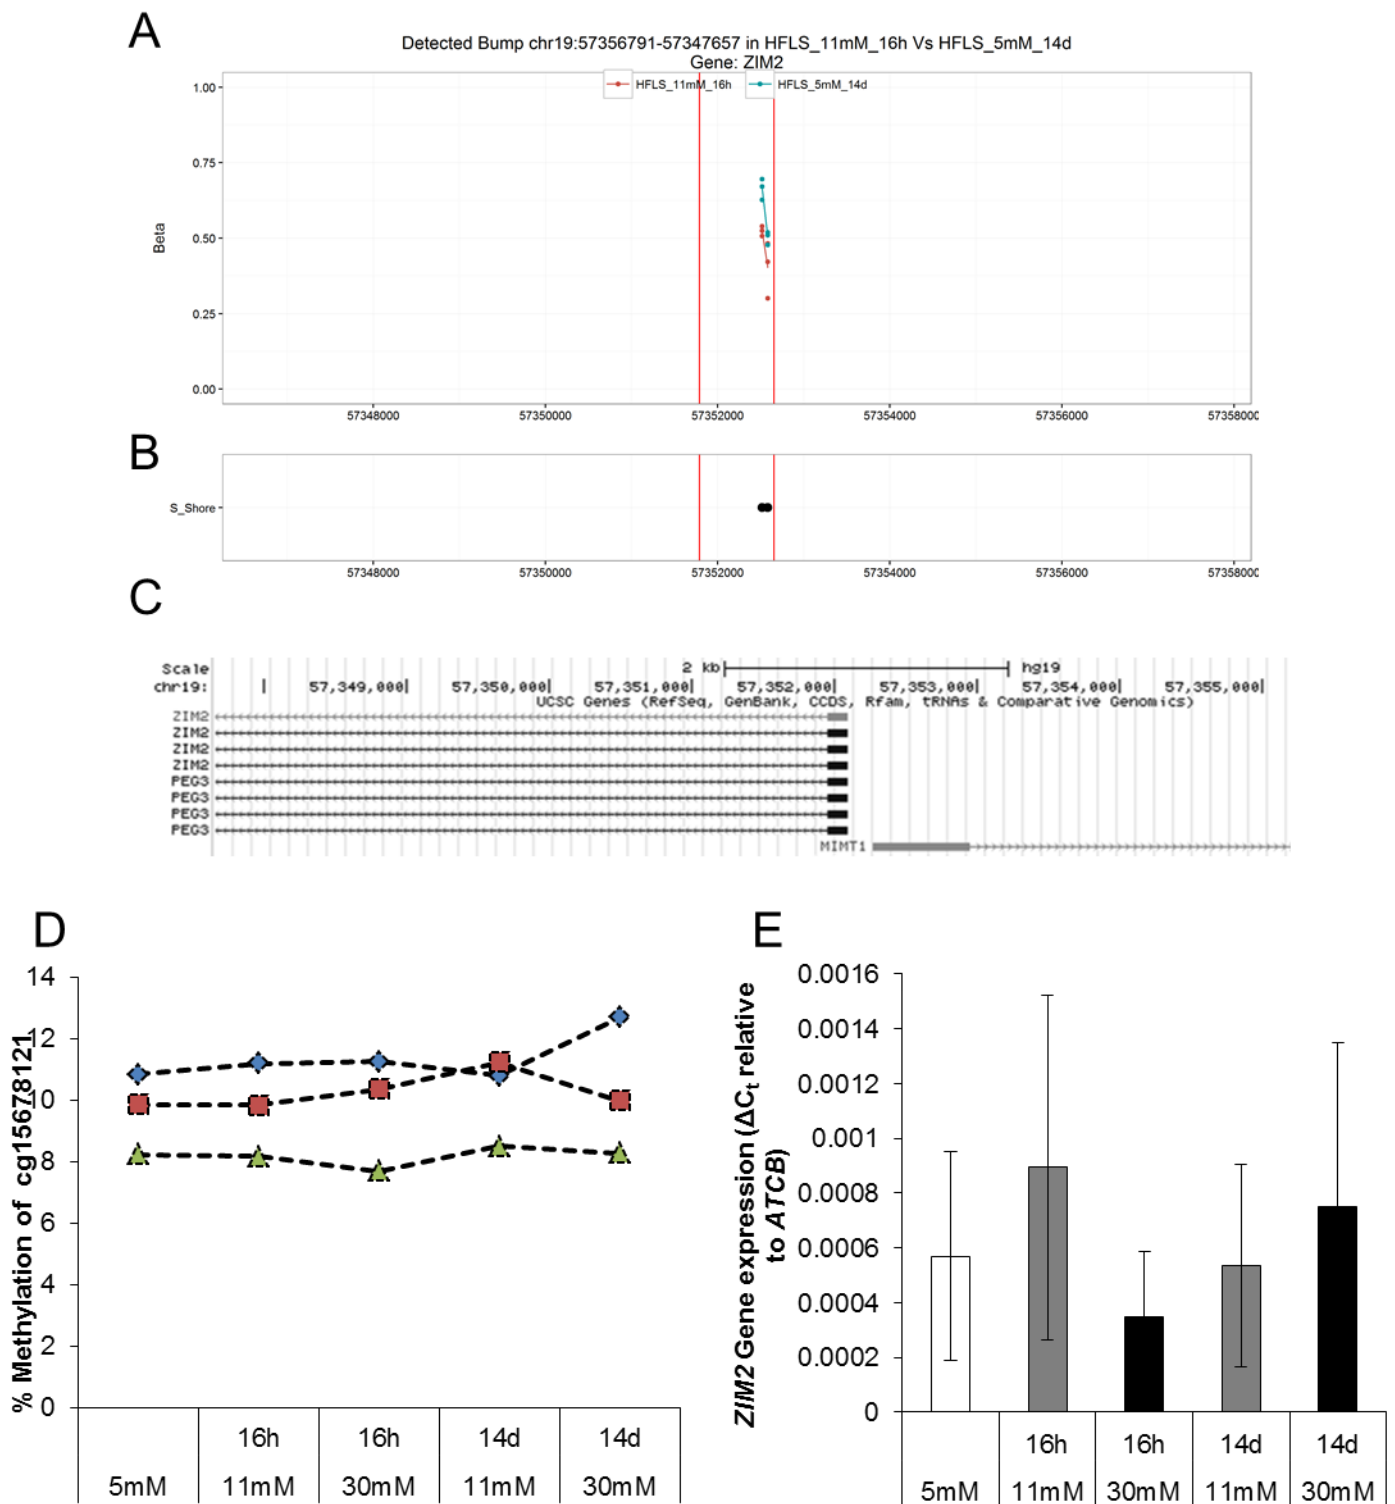 A
Detected Bump chr19:57356791-57347657 in HFLS_11mM_16h Vs HFLS_5mM_14d
Gene: ZIM2
HFLS_11mM_16h
HFLS_5mM_14d
1.00
0.75
0.50
0.25
0.00
Beta
57348000
57350000
57352000
57354000
57356000
57358000
B
S_Shore
57348000
57350000
57352000
57354000
57356000
57358000
C
Scale 2 kb hg19
chr19: 57,349,000 57,350,000 57,351,000 57,352,000 57,353,000 57,354,000 57,355,000
UCSC Genes (RefSeq, GenBank, CCDS, Rfam, tRNAs & Comparative Genomics)
ZIM2
ZIM2
ZIM2
ZIM2
PEG3
PEG3
PEG3
PEG3
MIMT1
D
% Methylation of cg15678121
14
12
10
8
6
4
2
0
16h 16h 14d 14d
5mM 11mM 30mM 11mM 30mM
E
ZIM2 Gene expression (ΔCt relative
to ATCB)
0.0016
0.0014
0.0012
0.001
0.0008
0.0006
0.0004
0.0002
0
16h 16h 14d 14d
5mM 11mM 30mM 11mM 30mM